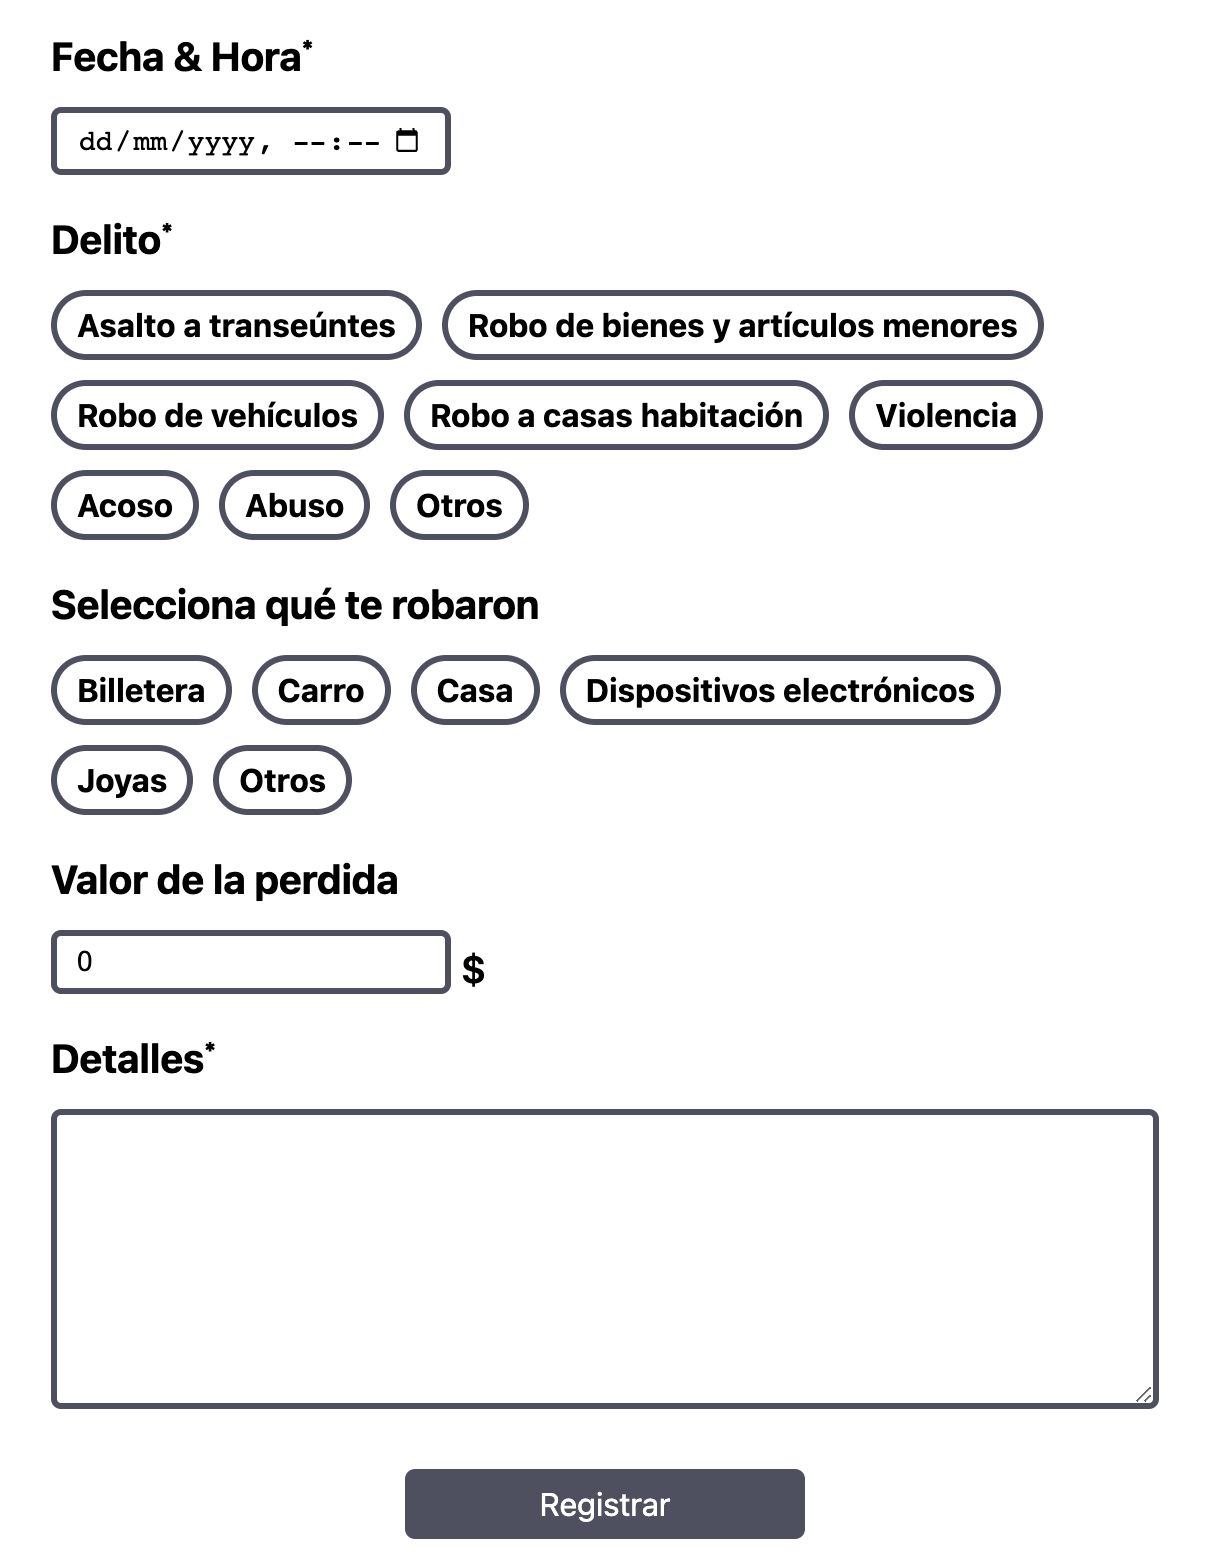 Fecha & Hora*
dd/mm/yyyy, --:--
Delito*
Asalto a transeúntes Robo de bienes y artículos menores
Robo de vehículos Robo a casas habitación Violencia
Acoso Abuso Otros
Selecciona qué te robaron
Billetera Carro Casa Dispositivos electrónicos
Joyas Otros
Valor de la perdida
0 $
Detalles*
Registrar